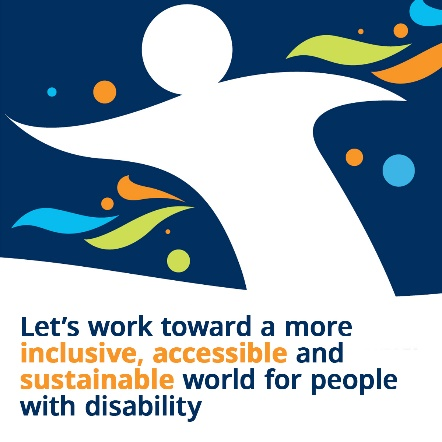 Let's work toward a more
inclusive, accessible and
sustainable world for people
with disability